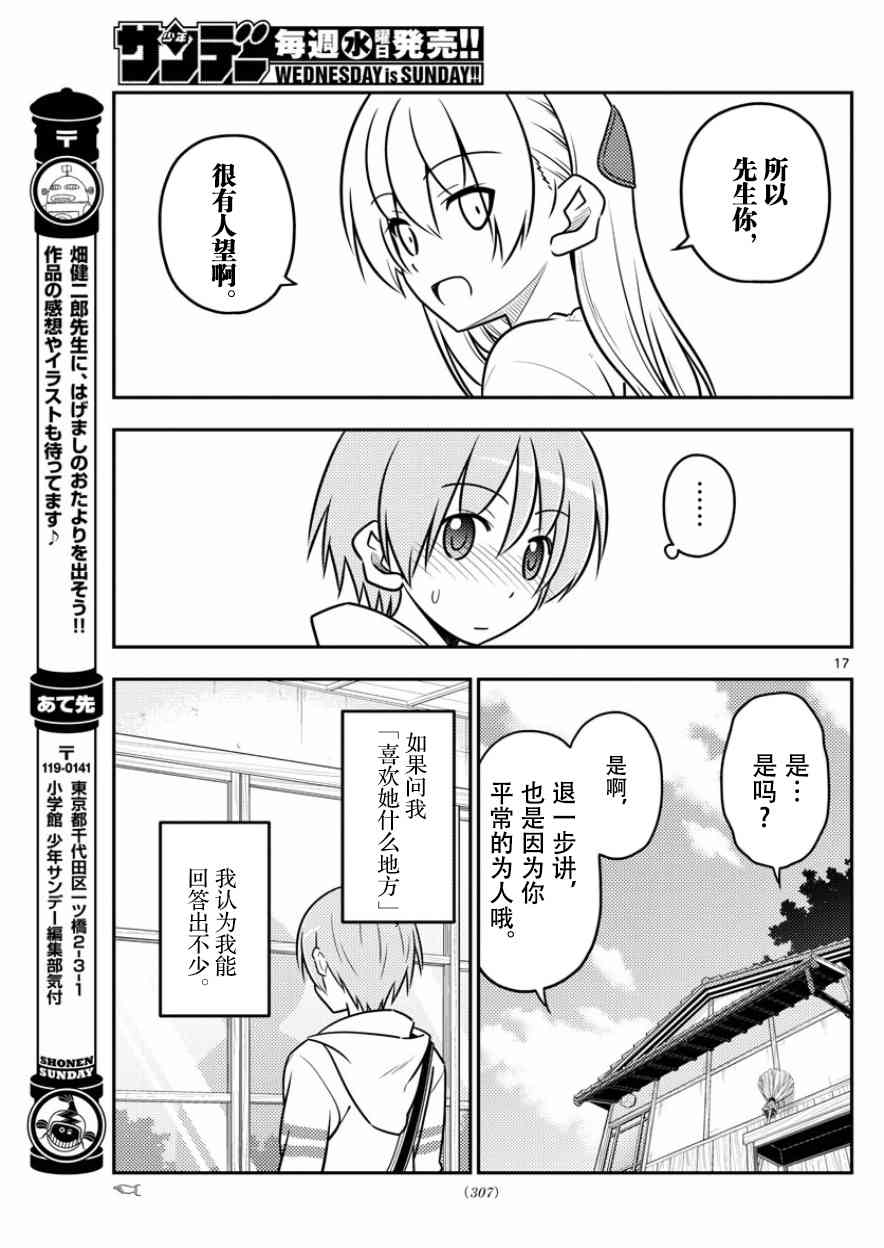 少年サンデー 毎週水曜日発売!!
WEDNESDAY is SUNDAY!!
所以
先生你，
很有人望啊。
……
17
是…
是吗？
是啊，
退一步讲，
也是因为你
平常的为人哦。
如果问我
「喜欢她什么地方」
我认为我能
回答出不少。
〒
畑健二郎先生に、はげましのおたよりを出そう!!
作品の感想やイラストも待ってます♪
あて先
〒
119-0141
東京都千代田区一ツ橋2-3-1
小学館 少年サンデー編集部気付
SHONEN
SUNDAY
(307)